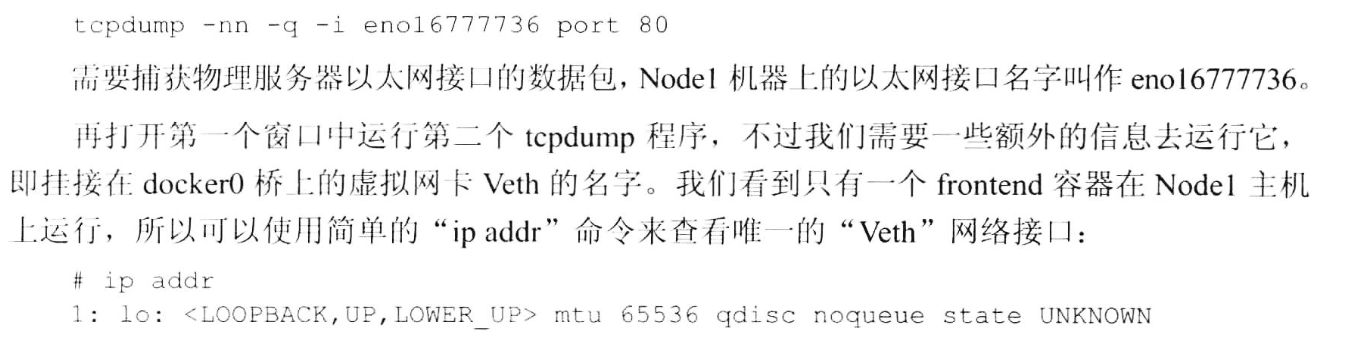 tcpdump -nn -q -i eno16777736 port 80
需要捕获物理服务器以太网接口的数据包，Node1 机器上的以太网接口名字叫作 eno16777736。
再打开第一个窗口中运行第二个 tcpdump 程序，不过我们需要一些额外的信息去运行它，
即挂接在 docker0 桥上的虚拟网卡 Veth 的名字。我们看到只有一个 frontend 容器在 Node1 主机
上运行，所以可以使用简单的“ip addr”命令来查看唯一的“Veth”网络接口：
# ip addr
1: lo: <LOOPBACK,UP,LOWER_UP> mtu 65536 qdisc noqueue state UNKNOWN